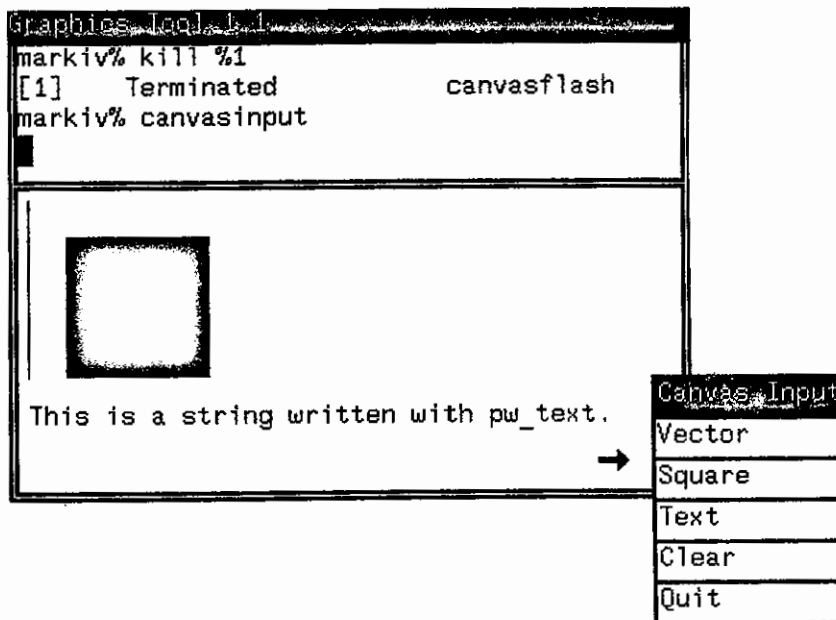 Graphics Tool 1.1
markiv% kill %1
[1] Terminated canvasflash
markiv% canvasinput
This is a string written with pw_text.
Canvas Input
Vector
Square
Text
Clear
Quit